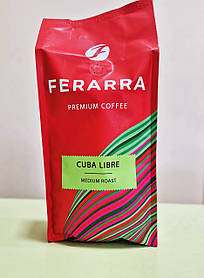 FERARRA
PREMIUM COFFEE
CUBA LIBRE
MEDIUM ROAST